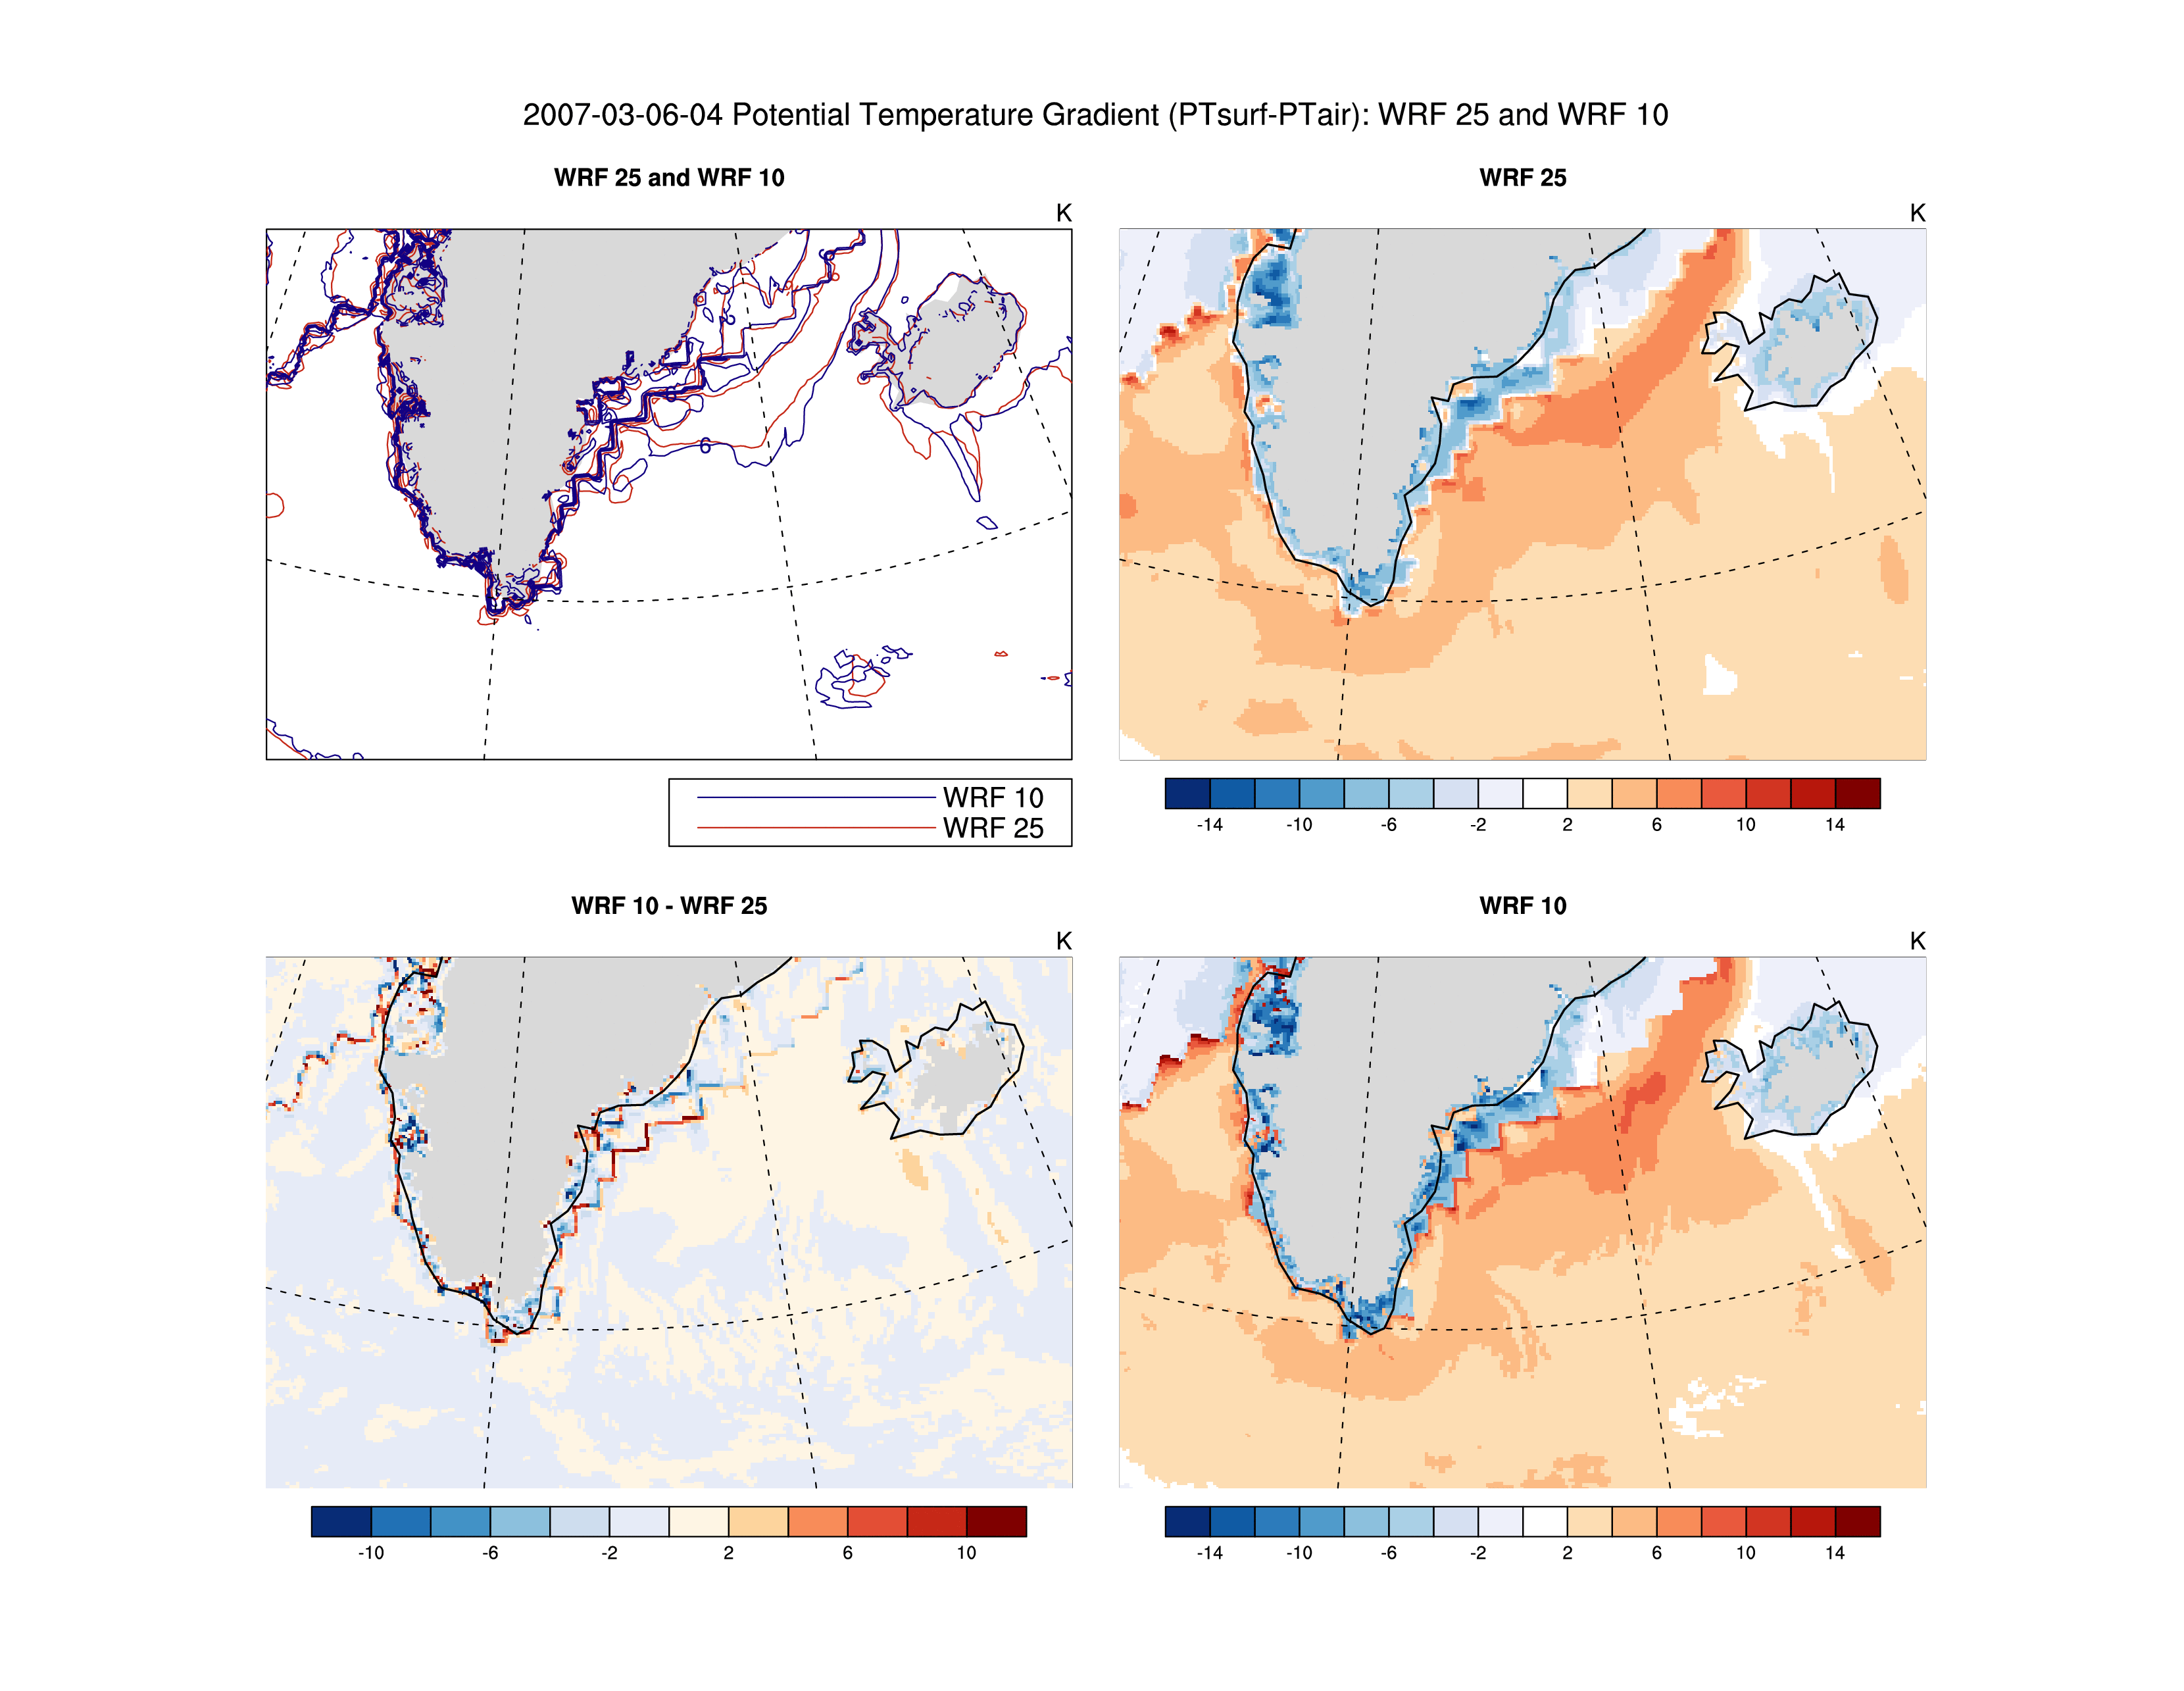 2007-03-06-04 Potential Temperature Gradient (PTsurf-PTair): WRF 25 and WRF 10
WRF 25 and WRF 10
K
6
WRF 10
WRF 25
WRF 25
K
-14 -10 -6 -2 2 6 10 14
WRF 10 - WRF 25
K
-10 -6 -2 2 6 10
WRF 10
K
-14 -10 -6 -2 2 6 10 14